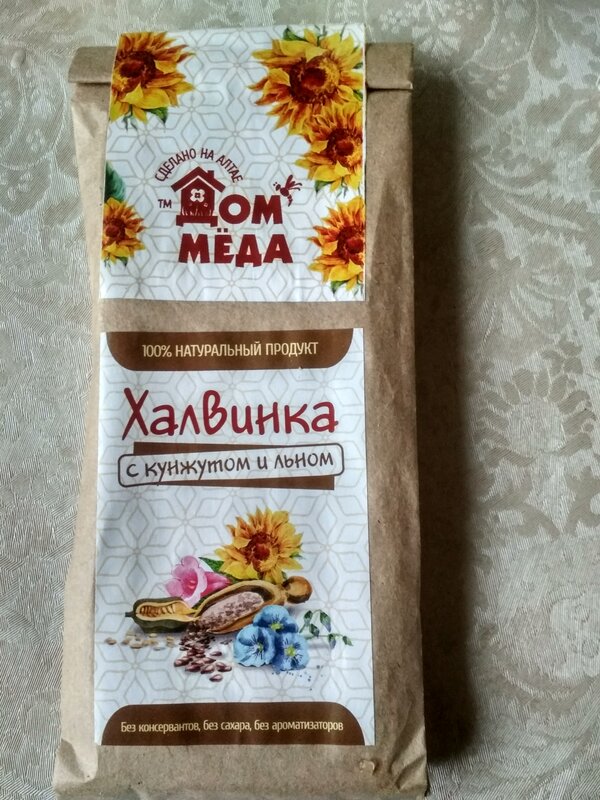 СДЕЛАНО НА АЛТАЕ
ТМ ДОМ
МЁДА
100% НАТУРАЛЬНЫЙ ПРОДУКТ
Халвинка
с кунжутом и льном
Без консервантов, без сахара, без ароматизаторов